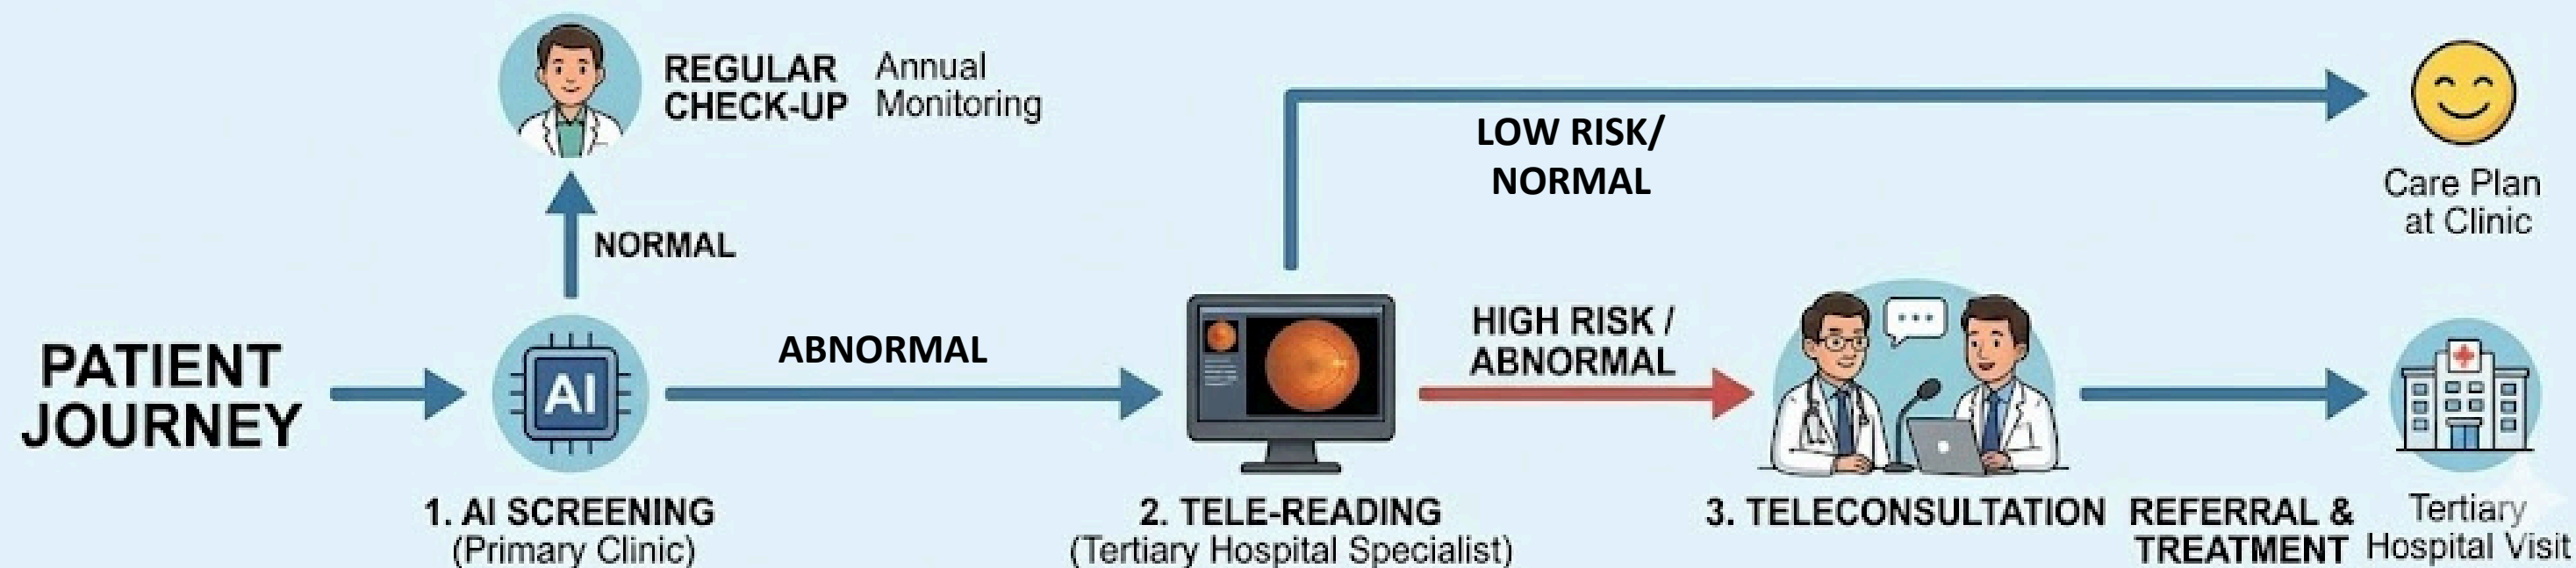 REGULAR
CHECK-UP
Annual
Monitoring
LOW RISK/
NORMAL
Care Plan
at Clinic
NORMAL
PATIENT
JOURNEY
AI
ABNORMAL
HIGH RISK /
ABNORMAL
1. AI SCREENING
(Primary Clinic)
2. TELE-READING
(Tertiary Hospital Specialist)
3. TELECONSULTATION
REFERRAL &
TREATMENT
Tertiary
Hospital Visit